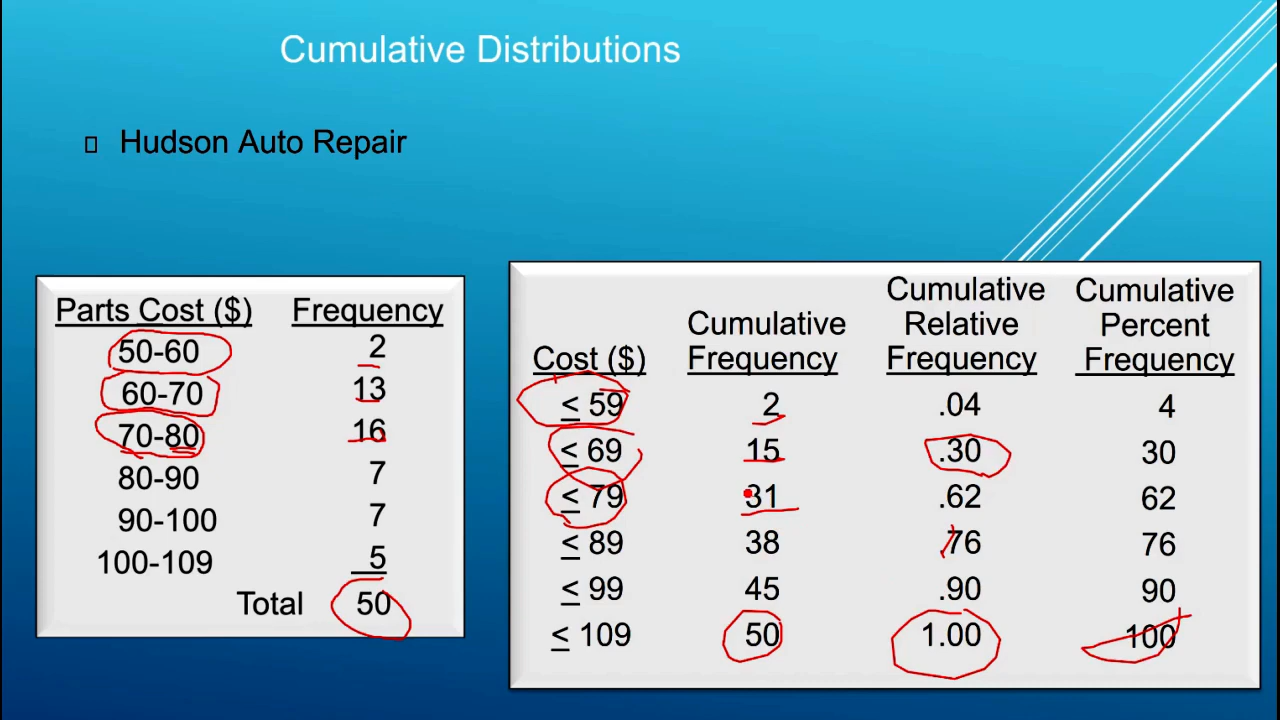 Cumulative Distributions
Hudson Auto Repair
Parts Cost ($) Frequency
50-60 2
60-70 13
70-80 16
80-90 7
90-100 7
100-109 5
Total 50
Cumulative Cumulative
Cumulative Relative Percent
Cost ($) Frequency Frequency Frequency
≤ 59 2 .04 4
≤ 69 15 .30 30
≤ 79 31 .62 62
≤ 89 38 .76 76
≤ 99 45 .90 90
≤ 109 50 1.00 100